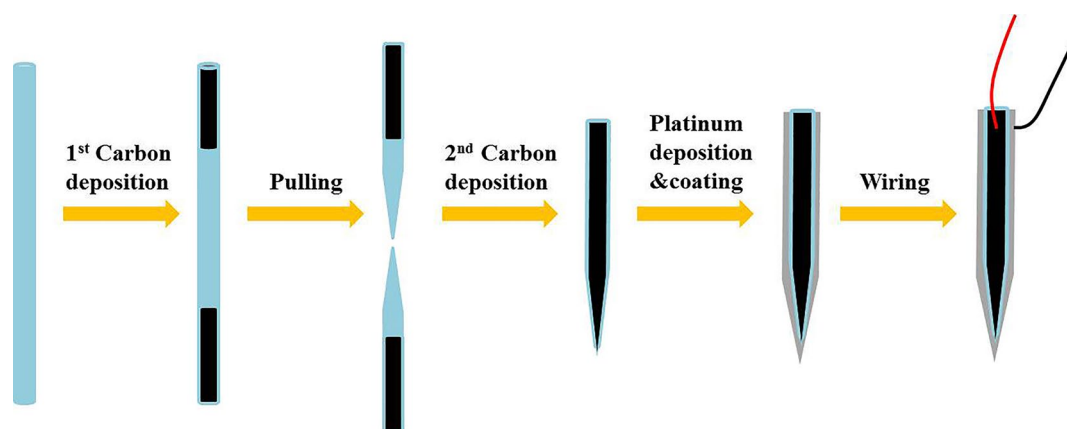 1st Carbon
deposition
Pulling
2nd Carbon
deposition
Platinum
deposition
&coating
Wiring